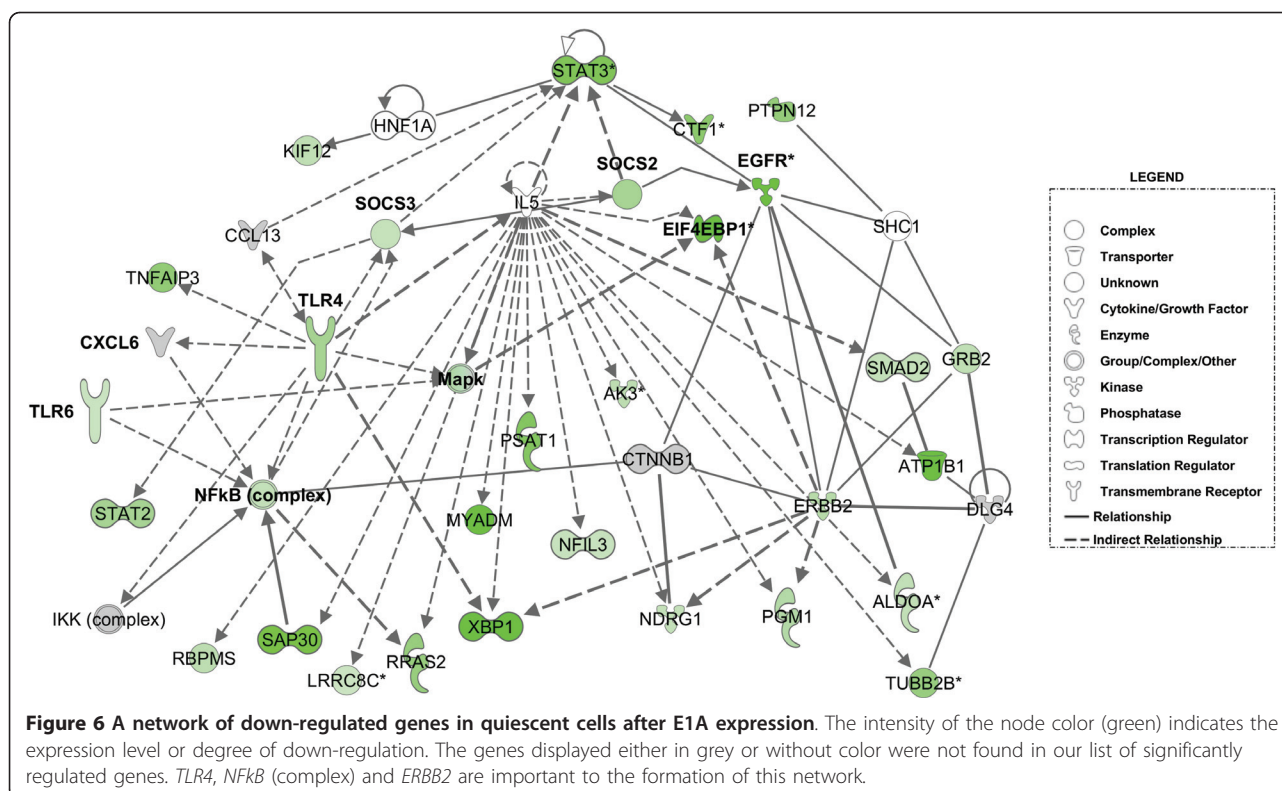 STAT3*
HNF1A
CTF1*
PTPN12
KIF12
SOCS2
EGFR*
IL5
SOCS3
EIF4EBP1*
SHC1
CCL13
TNFAIP3
TLR4
CXCL6
Mapk
SMAD2
GRB2
AK3*
TLR6
PSAT1
CTNNB1
ATP1B1
NFkB (complex)
STAT2
MYADM
ERBB2
DLG4
NFIL3
IKK (complex)
SAP30
XBP1
NDRG1
PGM1
ALDOA*
RBPMS
LRRC8C*
RRAS2
TUBB2B*
LEGEND
Complex
Transporter
Unknown
Cytokine/Growth Factor
Enzyme
Group/Complex/Other
Kinase
Phosphatase
Transcription Regulator
Translation Regulator
Transmembrane Receptor
Relationship
Indirect Relationship
Figure 6 A network of down-regulated genes in quiescent cells after E1A expression. The intensity of the node color (green) indicates the
expression level or degree of down-regulation. The genes displayed either in grey or without color were not found in our list of significantly
regulated genes. TLR4, NFkB (complex) and ERBB2 are important to the formation of this network.